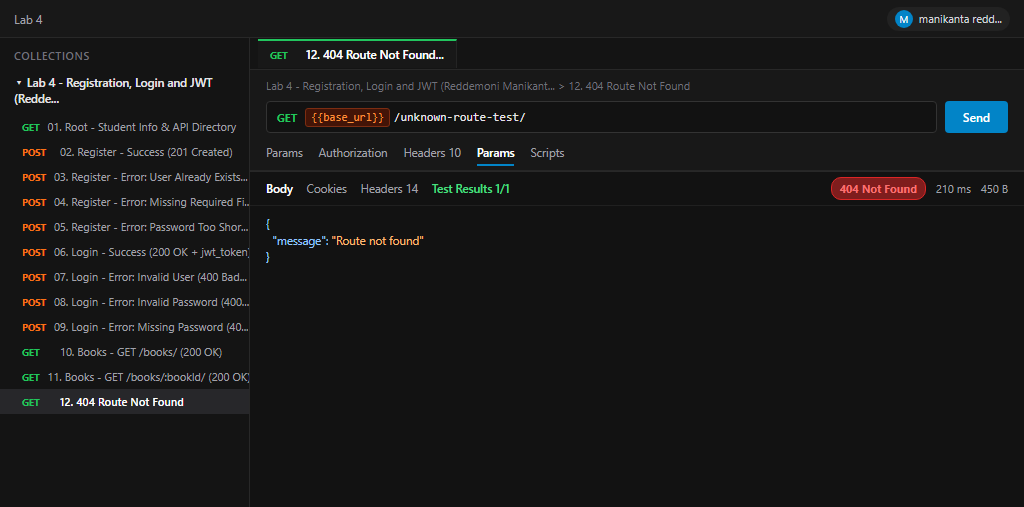 Lab 4
M manikanta redd...
COLLECTIONS
▾ Lab 4 - Registration, Login and JWT
(Redde...
GET 01. Root - Student Info & API Directory
POST 02. Register - Success (201 Created)
POST 03. Register - Error: User Already Exists...
POST 04. Register - Error: Missing Required Fi...
POST 05. Register - Error: Password Too Shor...
POST 06. Login - Success (200 OK + jwt_token)
POST 07. Login - Error: Invalid User (400 Bad...
POST 08. Login - Error: Invalid Password (400...
POST 09. Login - Error: Missing Password (40...
GET 10. Books - GET /books/ (200 OK)
GET 11. Books - GET /books/:bookId/ (200 OK)
GET 12. 404 Route Not Found
GET 12. 404 Route Not Found...
Lab 4 - Registration, Login and JWT (Reddemoni Manikant... > 12. 404 Route Not Found
GET {{base_url}} /unknown-route-test/
Send
Params Authorization Headers 10 Params Scripts
Body Cookies Headers 14 Test Results 1/1
404 Not Found 210 ms 450 B
{
"message": "Route not found"
}